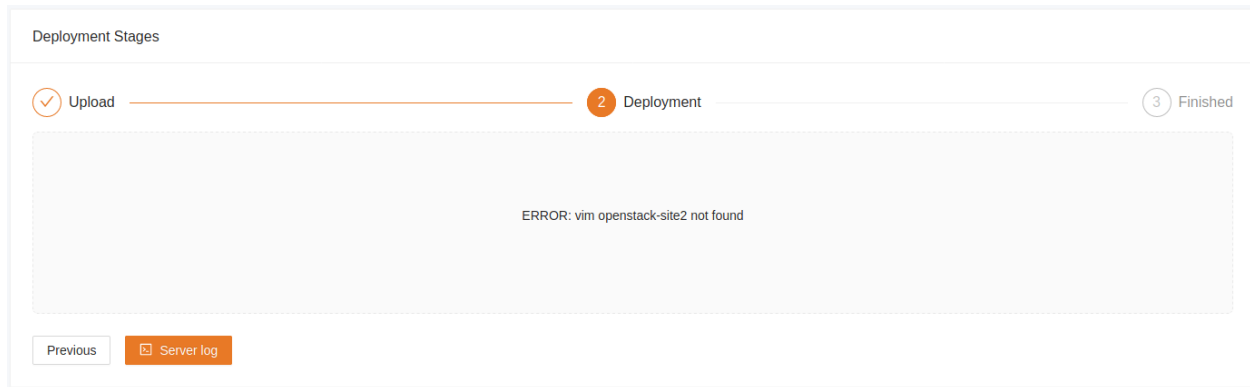 Deployment Stages
Upload
2 Deployment
3 Finished
ERROR: vim openstack-site2 not found
Previous
Server log